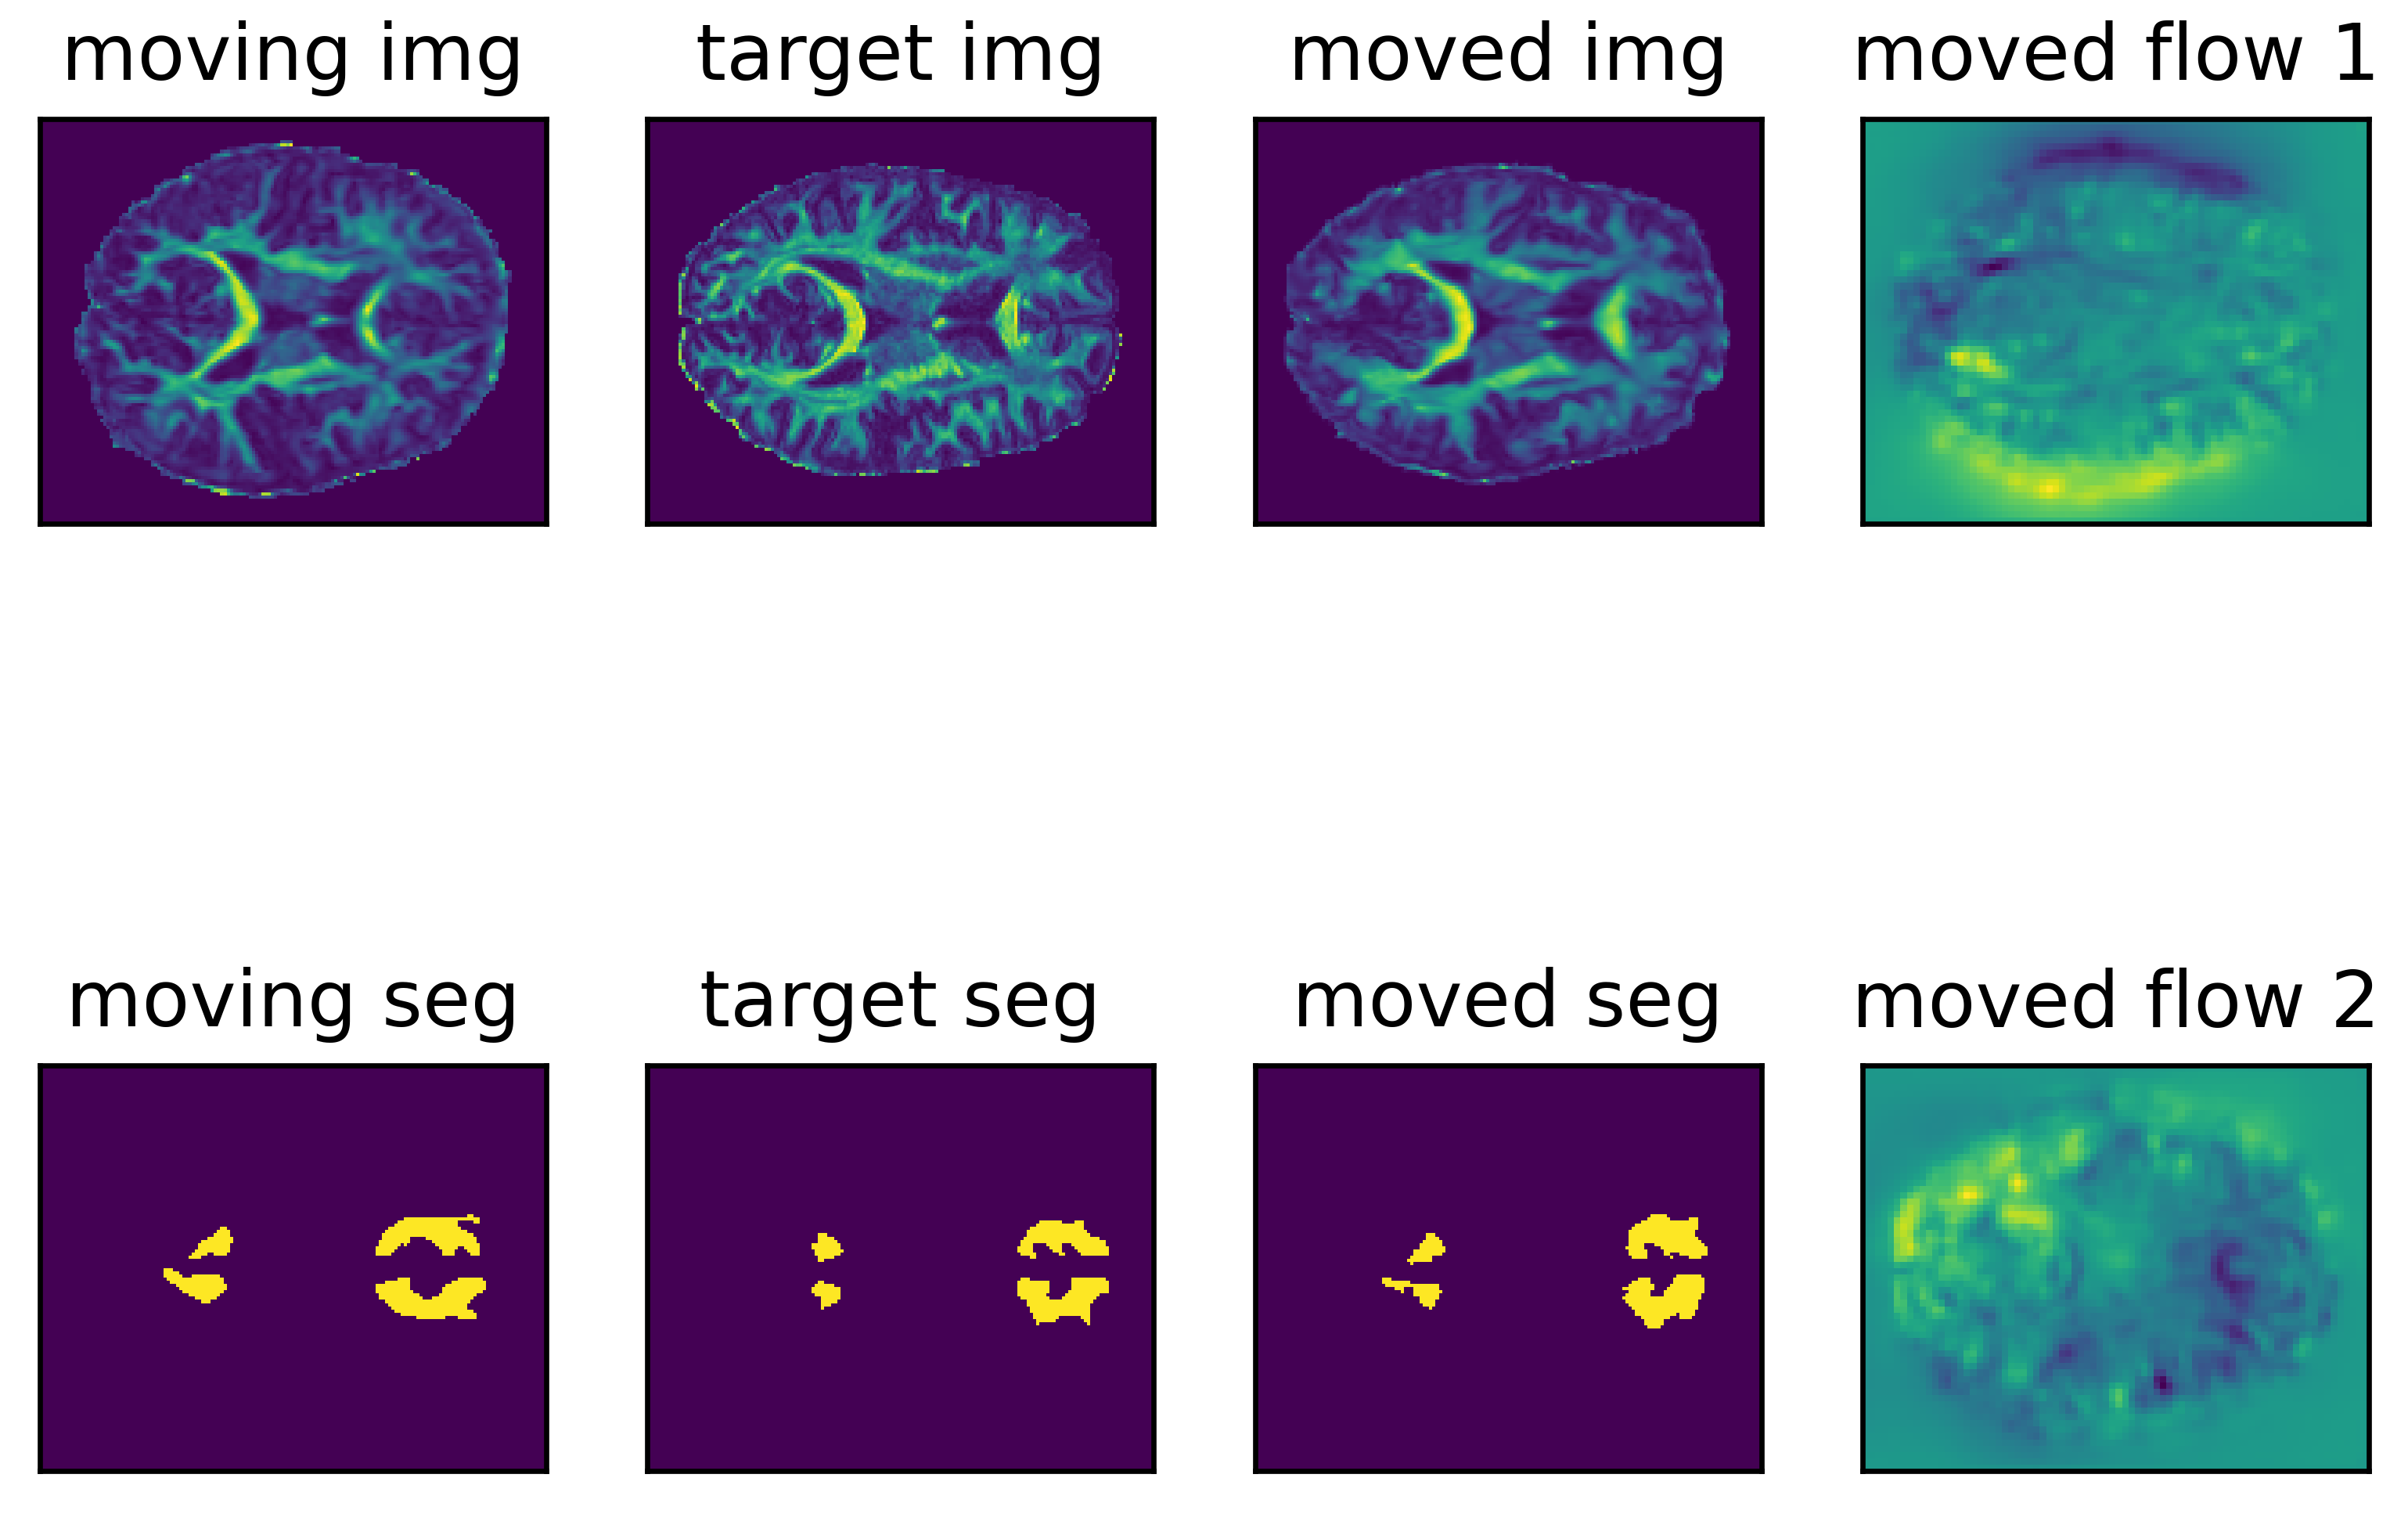 moving img
target img
moved img
moved flow 1
moving seg
target seg
moved seg
moved flow 2